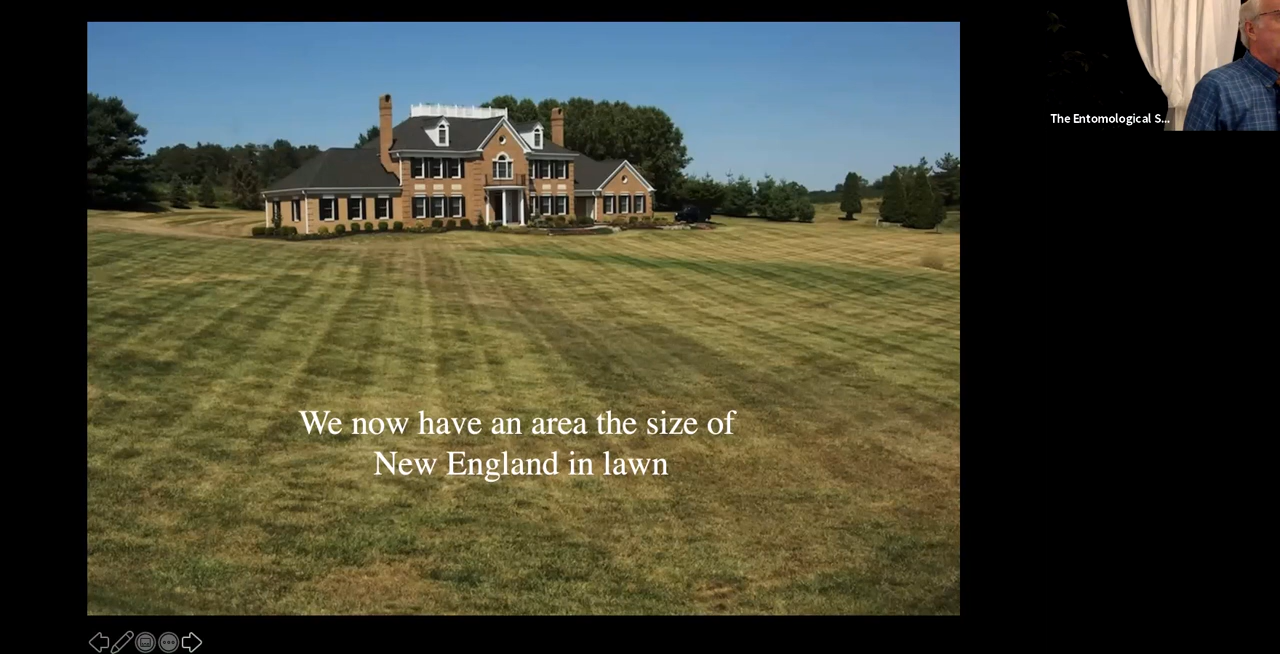 The Entomological S...
We now have an area the size of
New England in lawn